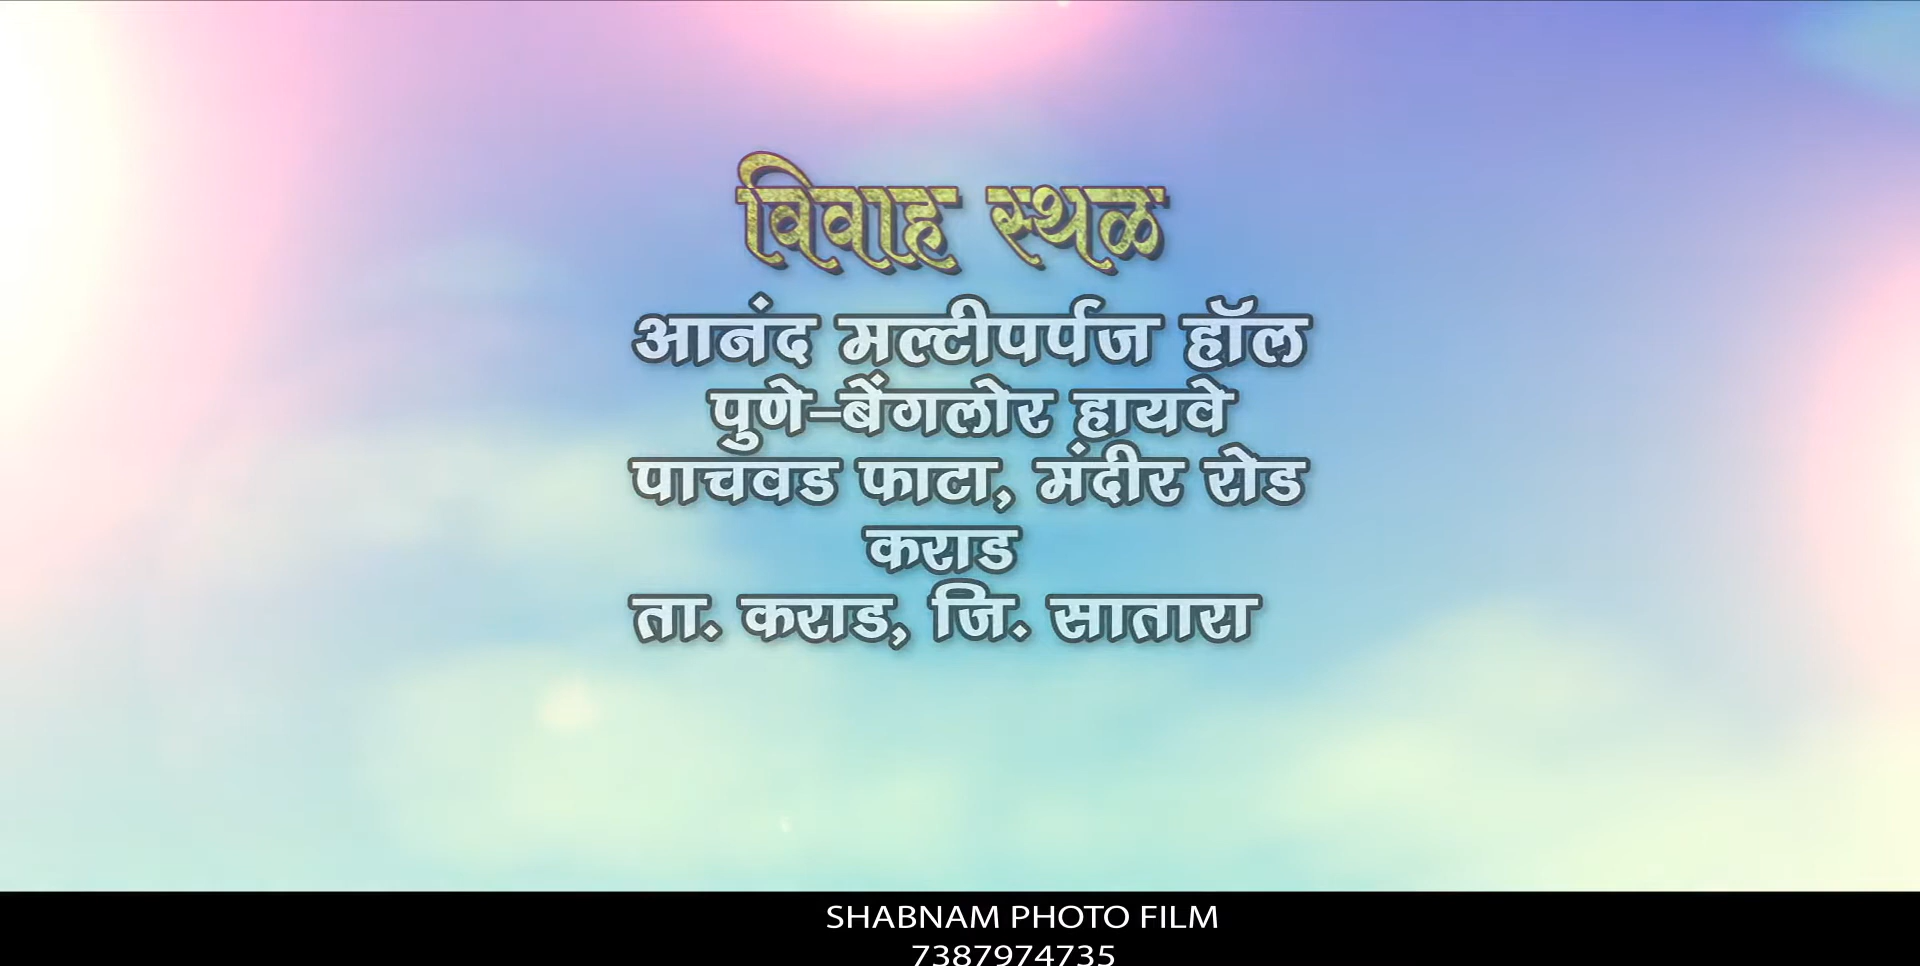 विवाह स्थळ
आनंद मल्टीपर्पज हॉल
पुणे-बेंगलोर हायवे
पाचवड फाटा, मंदीर रोड
कराड
ता. कराड, जि. सातारा
SHABNAM PHOTO FILM
7387974735